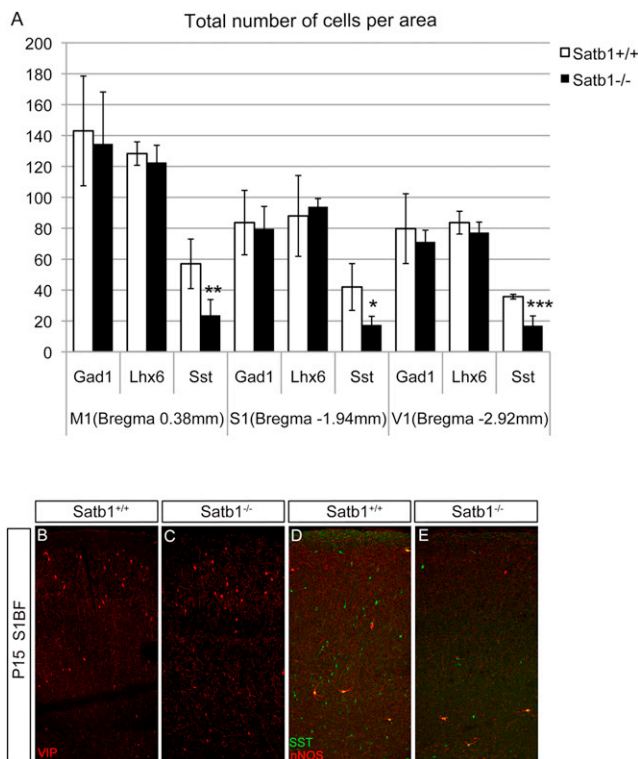 A
Total number of cells per area
Satb1+/+
Satb1-/-
200
180
160
140
120
100
80
60
40
20
0
** * ***
Gad1 Lhx6 Sst Gad1 Lhx6 Sst Gad1 Lhx6 Sst
M1(Bregma 0.38mm) S1(Bregma -1.94mm) V1(Bregma -2.92mm)
Satb1+/+ Satb1-/- Satb1+/+ Satb1-/-
P15 S1BF
B C D E
VIP
SST
nNOS